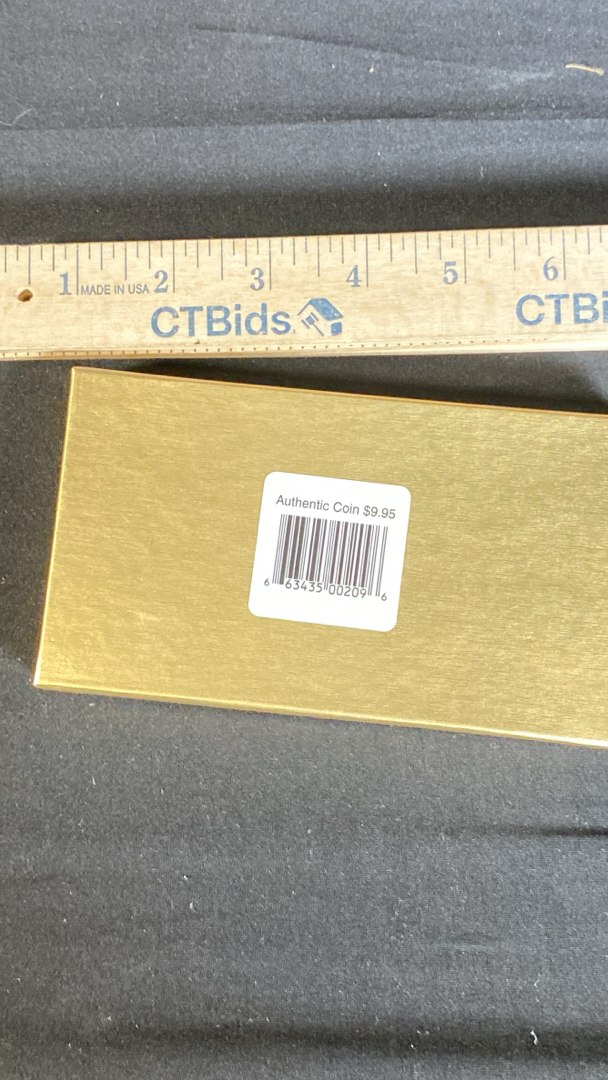 1 MADE IN USA 2 3 4 5 6
CTBids. CTBi
Authentic Coin $9.95
6 63435 00209 6